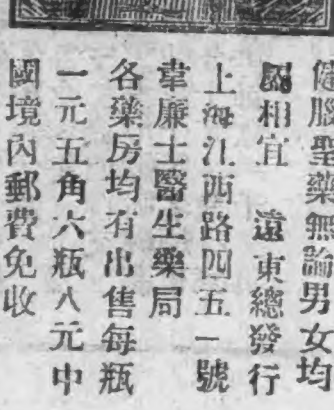 健腦聖藥無論男女均
屬相宜　遠東總發行
上海江西路四五一號
韋廉士醫生藥局
各藥房均有出售每瓶
一元五角六瓶八元中
國境內郵費免收